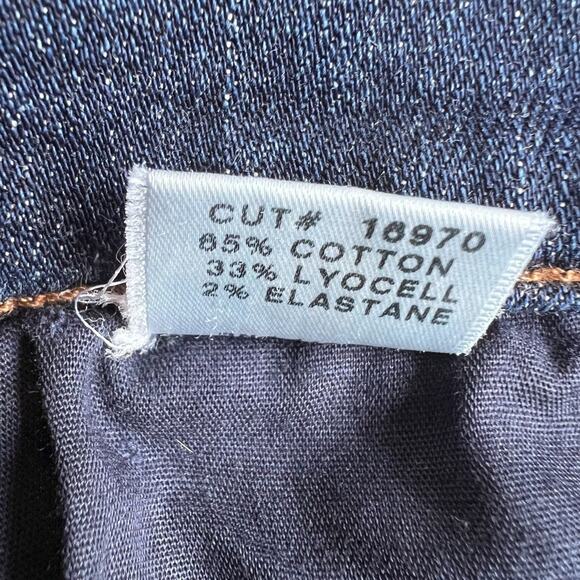 CUT# 16970
65% COTTON
33% LYOCELL
2% ELASTANE